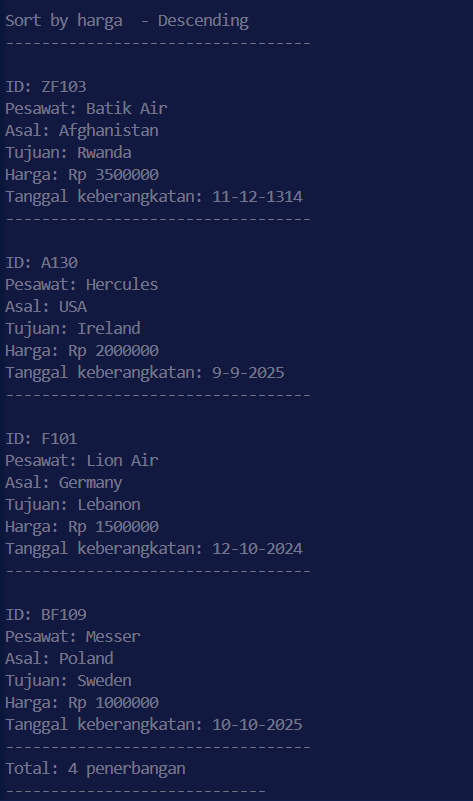 Sort by harga  - Descending
----------------------------------
ID: ZF103
Pesawat: Batik Air
Asal: Afghanistan
Tujuan: Rwanda
Harga: Rp 3500000
Tanggal keberangkatan: 11-12-1314
----------------------------------
ID: A130
Pesawat: Hercules
Asal: USA
Tujuan: Ireland
Harga: Rp 2000000
Tanggal keberangkatan: 9-9-2025
----------------------------------
ID: F101
Pesawat: Lion Air
Asal: Germany
Tujuan: Lebanon
Harga: Rp 1500000
Tanggal keberangkatan: 12-10-2024
----------------------------------
ID: BF109
Pesawat: Messer
Asal: Poland
Tujuan: Sweden
Harga: Rp 1000000
Tanggal keberangkatan: 10-10-2025
----------------------------------
Total: 4 penerbangan
-----------------------------